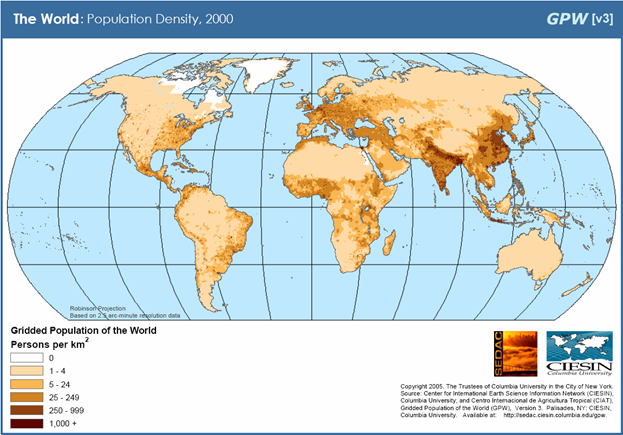 The World: Population Density, 2000
GPW [v3]
Robinson Projection
Based on 2.5 arc-minute resolution data
Gridded Population of the World
Persons per km²
0
1 - 4
5 - 24
25 - 249
250 - 999
1,000 +
SEDAC
CIESIN
Columbia University
Copyright 2005. The Trustees of Columbia University in the City of New York.
Source: Center for International Earth Science Information Network (CIESIN),
Columbia University; and Centro Internacional de Agricultura Tropical (CIAT),
Gridded Population of the World (GPW), Version 3. Palisades, NY: CIESIN,
Columbia University. Available at: http://sedac.ciesin.columbia.edu/gpw.